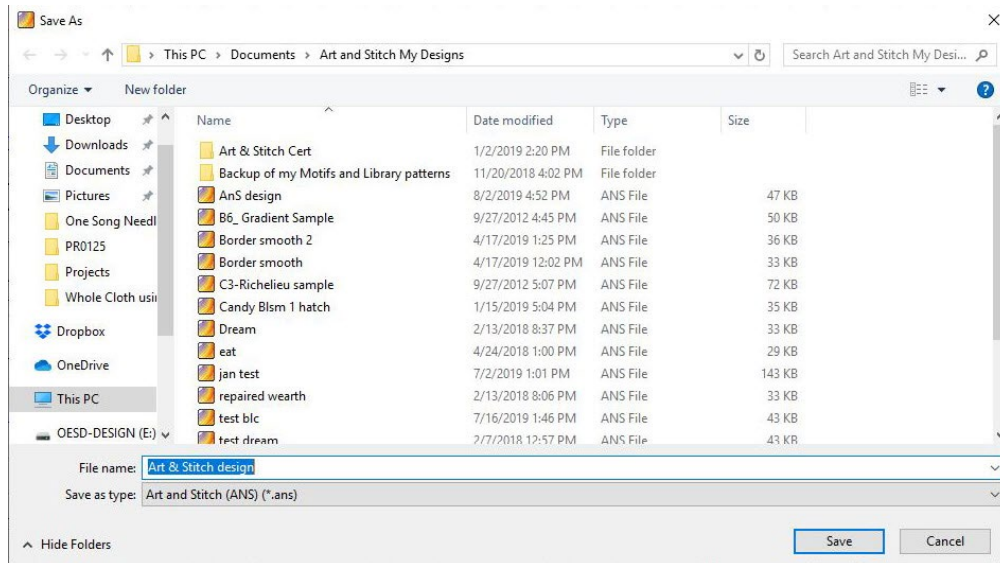 Save As
This PC > Documents > Art and Stitch My Designs
Search Art and Stitch My Desi...
Organize
New folder
Desktop
Downloads
Documents
Pictures
One Song Needl
PR0125
Projects
Whole Cloth usin
Dropbox
OneDrive
This PC
OESD-DESIGN (E:)
Name Date modified Type Size
Art & Stitch Cert 1/2/2019 2:20 PM File folder
Backup of my Motifs and Library patterns 11/20/2018 4:02 PM File folder
AnS design 8/2/2019 4:52 PM ANS File 47 KB
B6_ Gradient Sample 9/27/2012 4:45 PM ANS File 50 KB
Border smooth 2 4/17/2019 1:25 PM ANS File 36 KB
Border smooth 4/17/2019 12:02 PM ANS File 33 KB
C3-Richelieu sample 9/27/2012 5:07 PM ANS File 72 KB
Candy Blsm 1 hatch 1/15/2019 5:04 PM ANS File 35 KB
Dream 2/13/2018 8:37 PM ANS File 33 KB
eat 4/24/2018 1:00 PM ANS File 29 KB
jan test 7/2/2019 1:01 PM ANS File 143 KB
repaired wearth 2/13/2018 8:06 PM ANS File 33 KB
test blc 7/16/2019 1:46 PM ANS File 43 KB
test dream 2/7/2018 12:57 PM ANS File 43 KB
File name: Art & Stitch design
Save as type: Art and Stitch (ANS) (*.ans)
Hide Folders
Save
Cancel